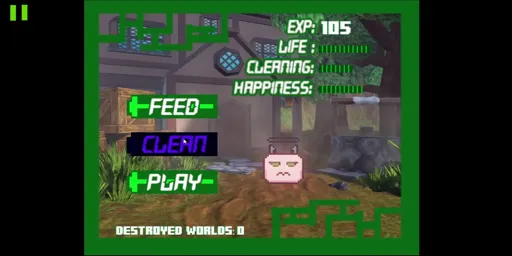 EXP: 105
LIFE :
CLEANING:
HAPPINESS:
FEED
CLEAN
PLAY
DESTROYED WORLDS: 0